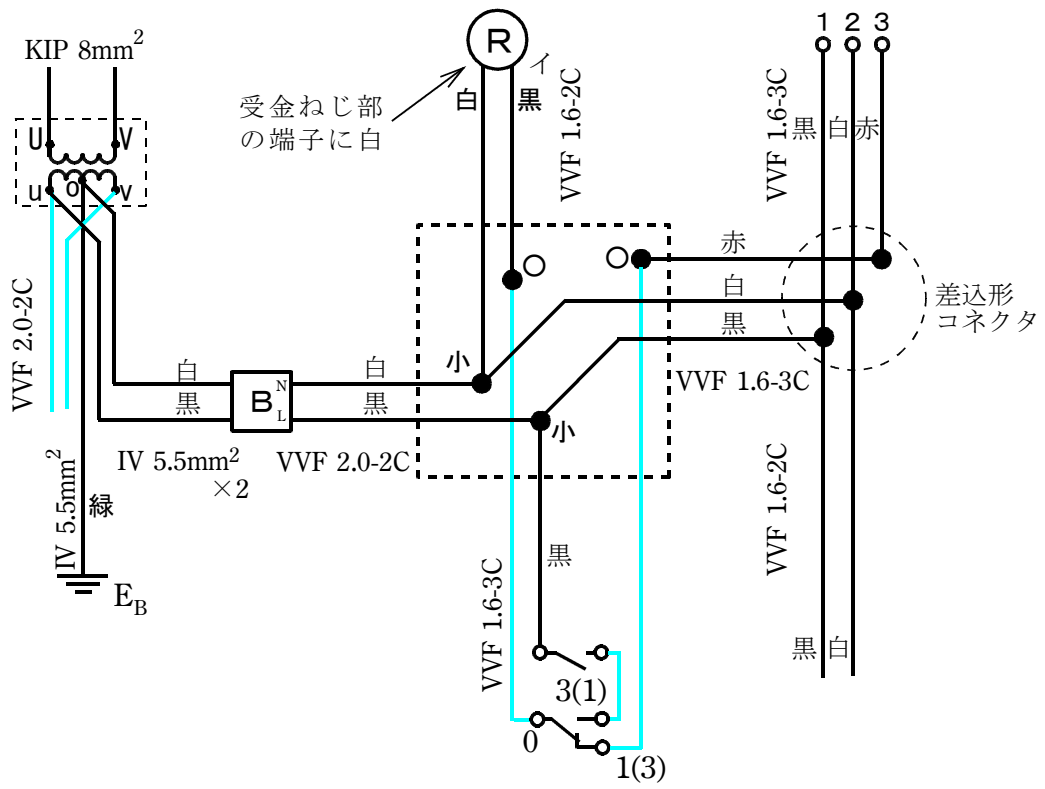 KIP 8mm²
R
イ
白
黒
受金ねじ部
の端子に白
VVF 1.6-2C
1
2
3
VVF 1.6-3C
黒
白
赤
U
V
u
o
v
VVF 2.0-2C
赤
白
黒
差込形
コネクタ
小
白
黒
B
N
L
白
黒
小
VVF 1.6-3C
IV 5.5mm²
×2
VVF 2.0-2C
IV 5.5mm²
緑
E_B
VVF 1.6-2C
黒
VVF 1.6-3C
黒
白
3(1)
0
1(3)